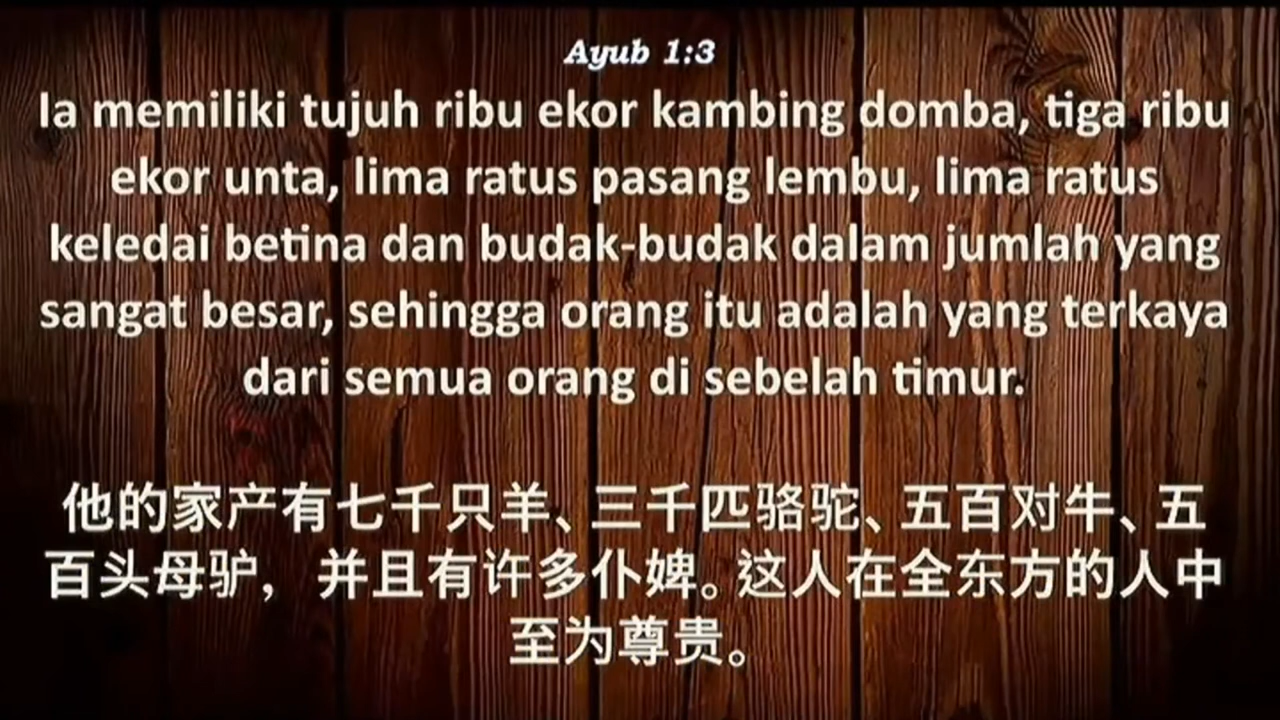 Ayub 1:3
Ia memiliki tujuh ribu ekor kambing domba, tiga ribu
ekor unta, lima ratus pasang lembu, lima ratus
keledai betina dan budak-budak dalam jumlah yang
sangat besar, sehingga orang itu adalah yang terkaya
dari semua orang di sebelah timur.
他的家产有七千只羊、三千匹骆驼、五百对牛、五
百头母驴， 并且有许多仆婢。这人在全东方的人中
至为尊贵。